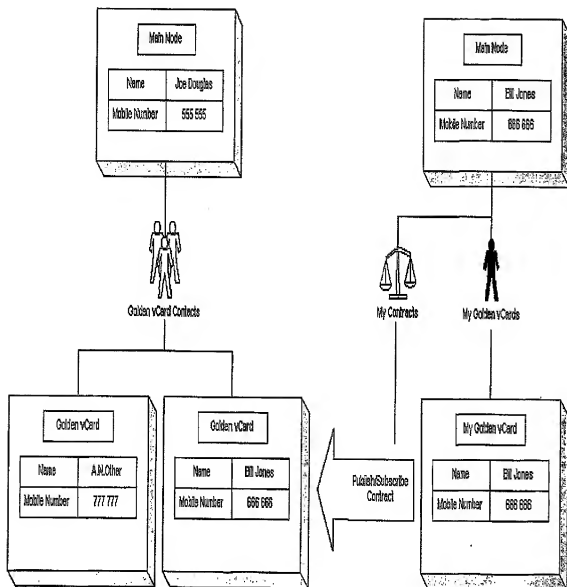 Main Node
Name Joe Douglas
Mobile Number 555 555
Main Node
Name Bill Jones
Mobile Number 666 666
Golden vCard Contacts
My Contracts
My Golden vCards
Golden vCard
Name A.N.Other
Mobile Number 777 777
Golden vCard
Name Bill Jones
Mobile Number 666 666
Publish/Subscribe
Contract
My Golden vCard
Name Bill Jones
Mobile Number 666 666